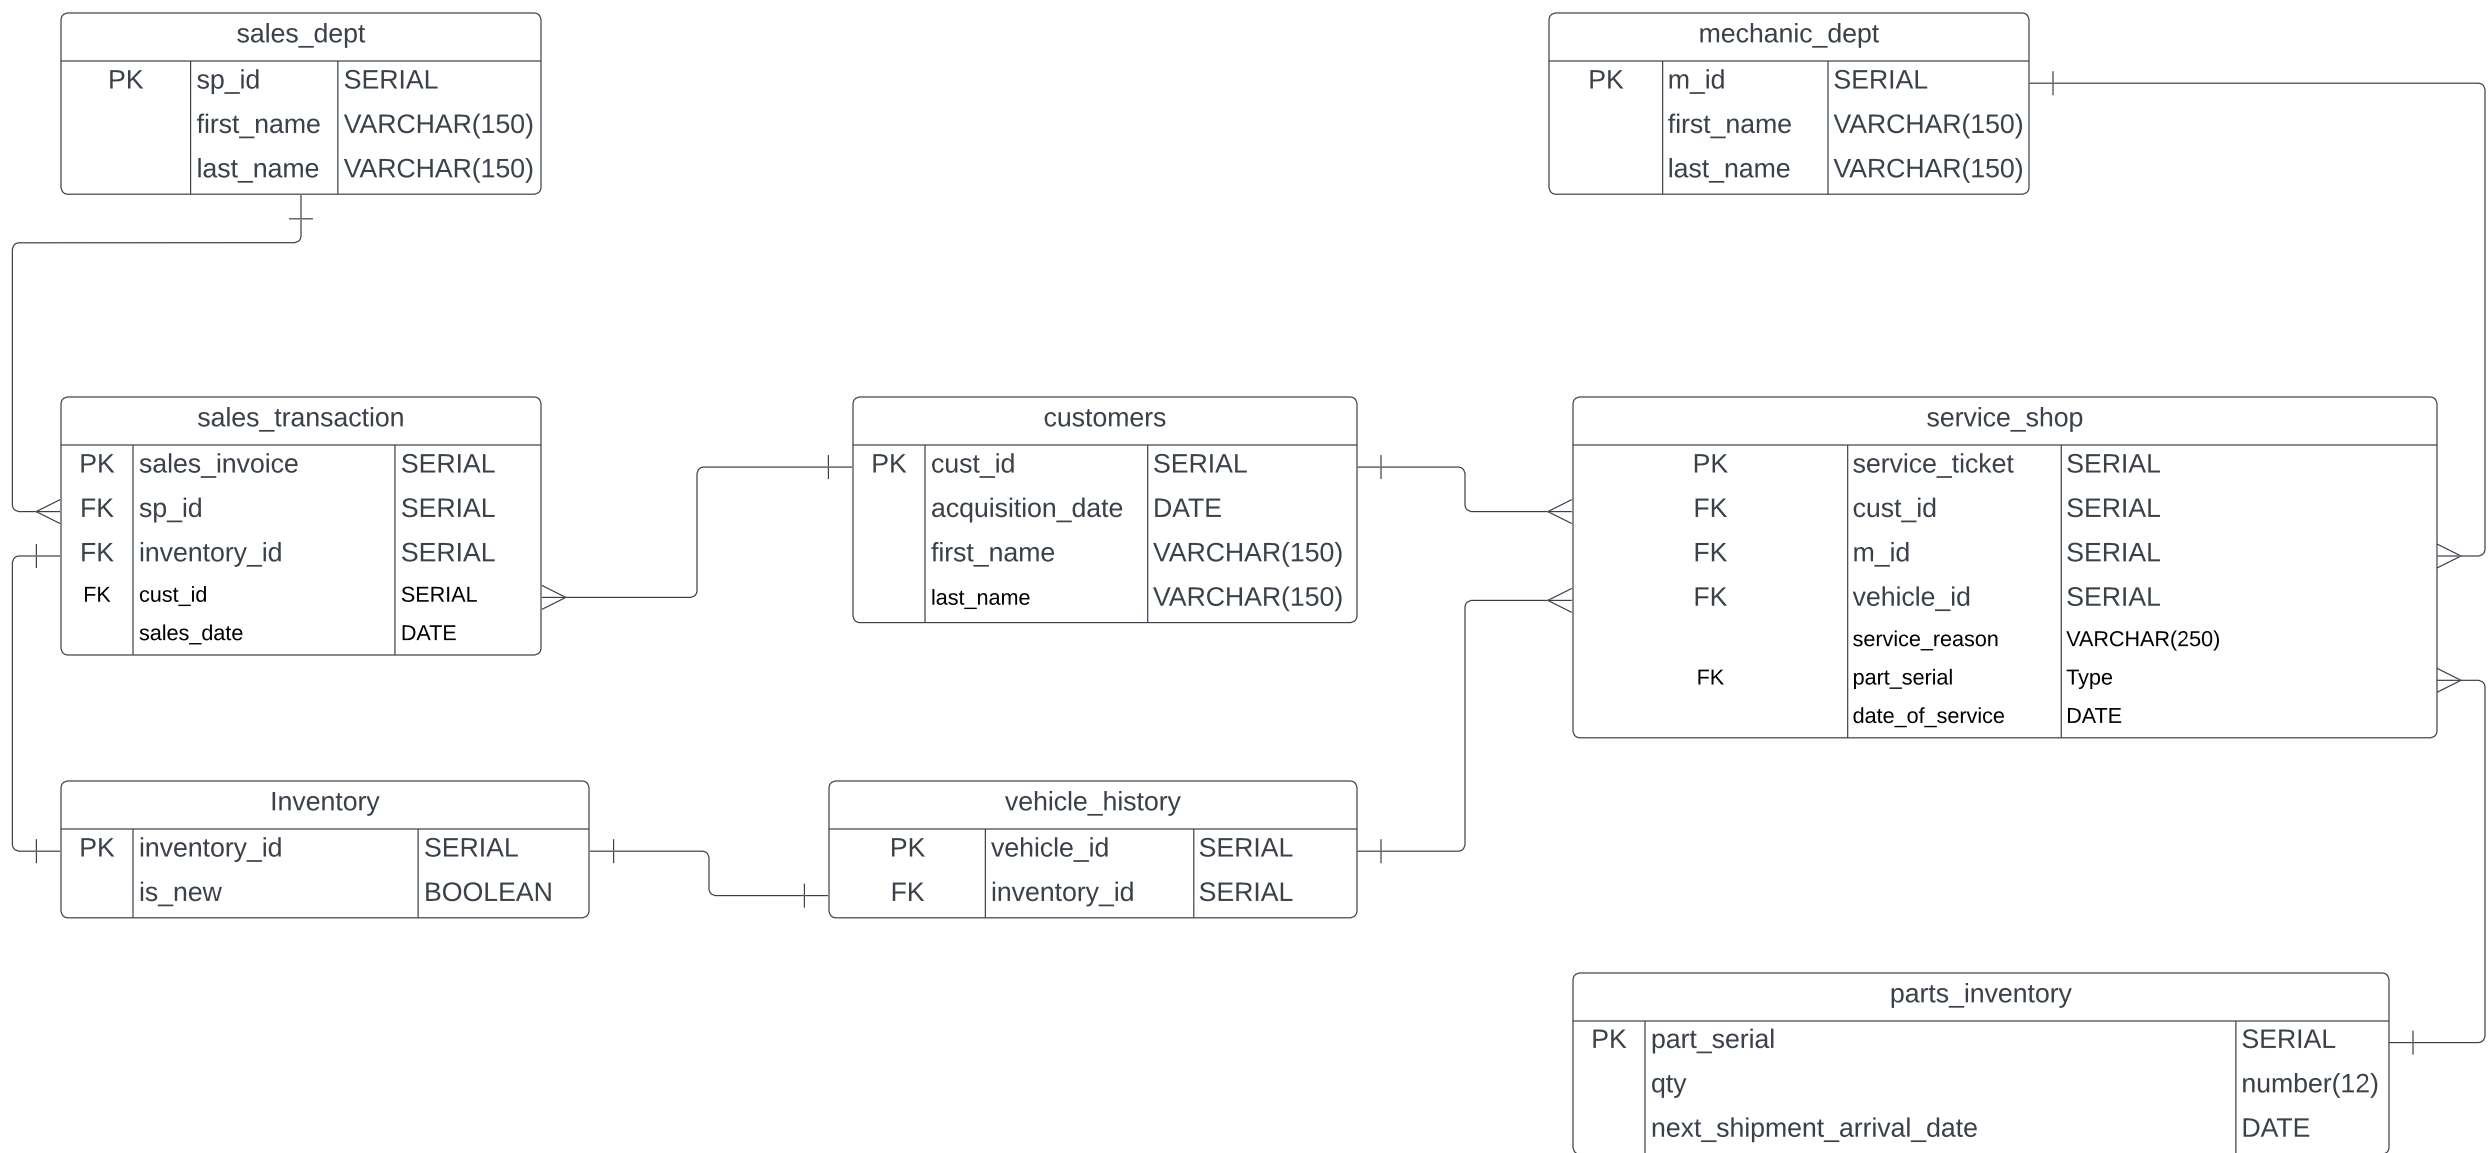 sales_dept
PK sp_id SERIAL
first_name VARCHAR(150)
last_name VARCHAR(150)
mechanic_dept
PK m_id SERIAL
first_name VARCHAR(150)
last_name VARCHAR(150)
sales_transaction
PK sales_invoice SERIAL
FK sp_id SERIAL
FK inventory_id SERIAL
FK cust_id SERIAL
sales_date DATE
customers
PK cust_id SERIAL
acquisition_date DATE
first_name VARCHAR(150)
last_name VARCHAR(150)
service_shop
PK service_ticket SERIAL
FK cust_id SERIAL
FK m_id SERIAL
FK vehicle_id SERIAL
service_reason VARCHAR(250)
FK part_serial Type
date_of_service DATE
Inventory
PK inventory_id SERIAL
is_new BOOLEAN
vehicle_history
PK vehicle_id SERIAL
FK inventory_id SERIAL
parts_inventory
PK part_serial SERIAL
qty number(12)
next_shipment_arrival_date DATE